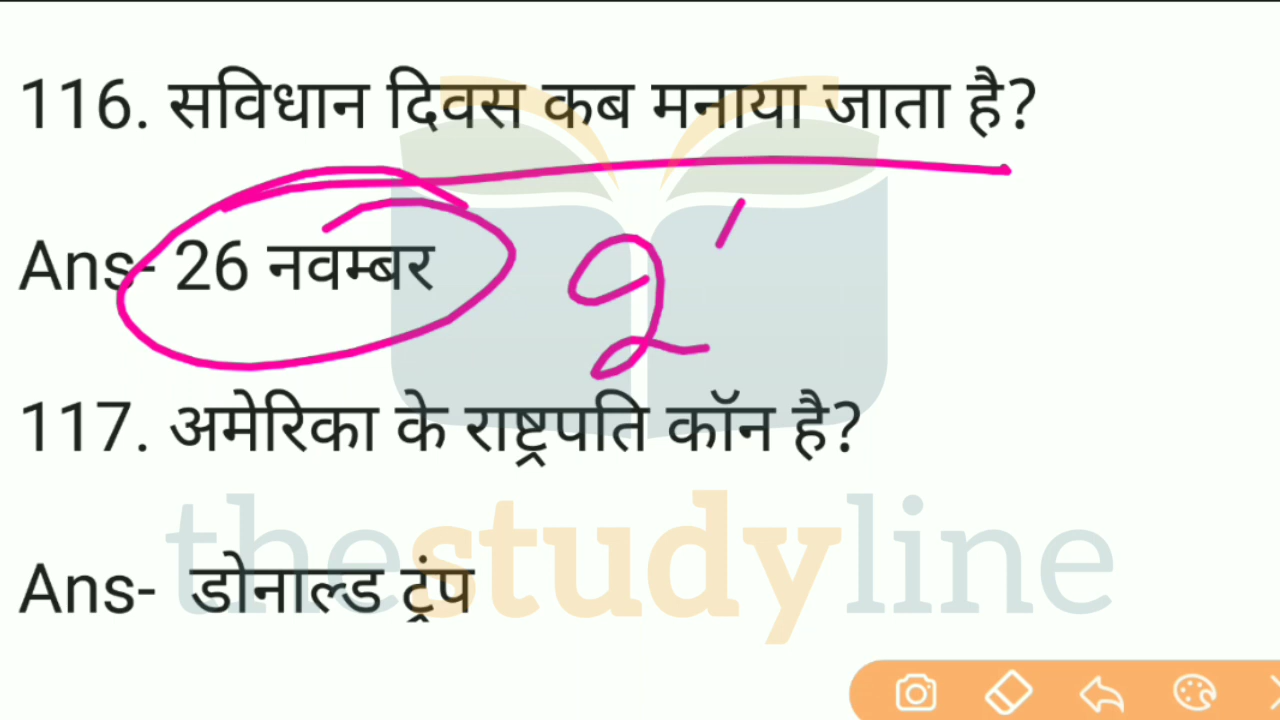 116. सविधान दिवस कब मनाया जाता है?
Ans- 26 नवम्बर
117. अमेरिका के राष्ट्रपति कॉन है?
thestudyline
Ans- डोनाल्ड ट्रंप